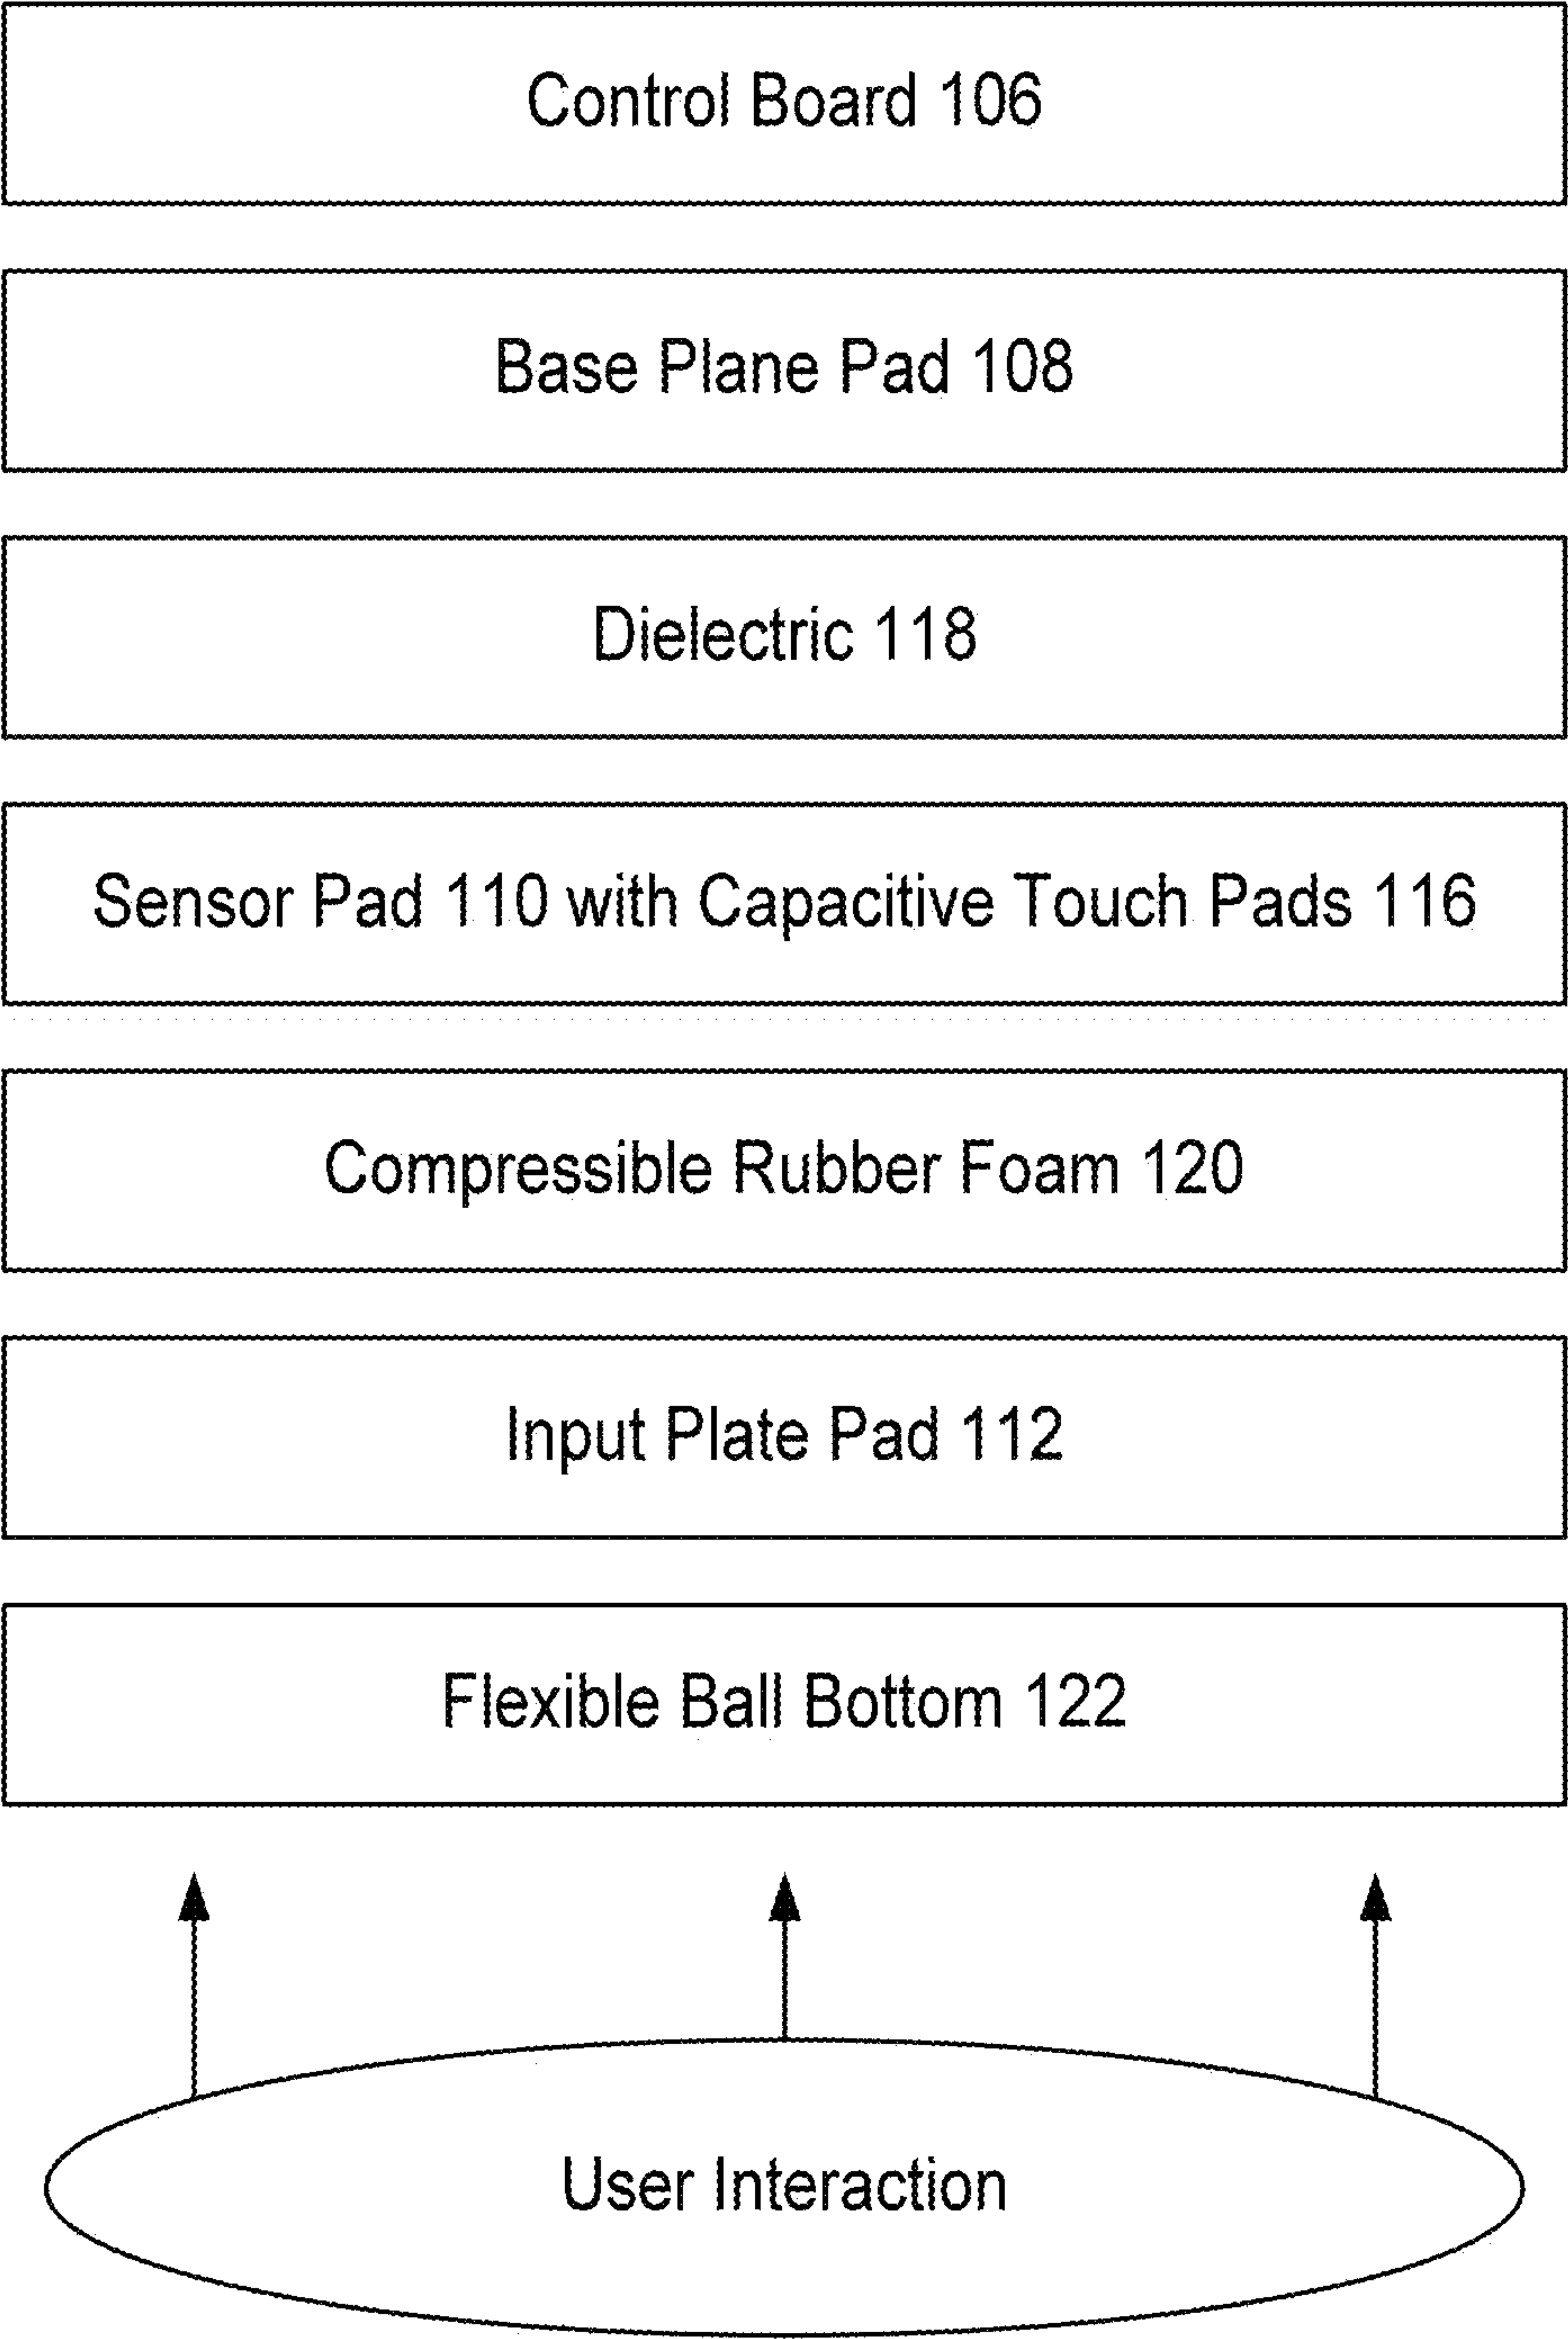 Control Board 106
Base Plane Pad 108
Dielectric 118
Sensor Pad 110 with Capacitive Touch Pads 116
Compressible Rubber Foam 120
Input Plate Pad 112
Flexible Ball Bottom 122
User Interaction